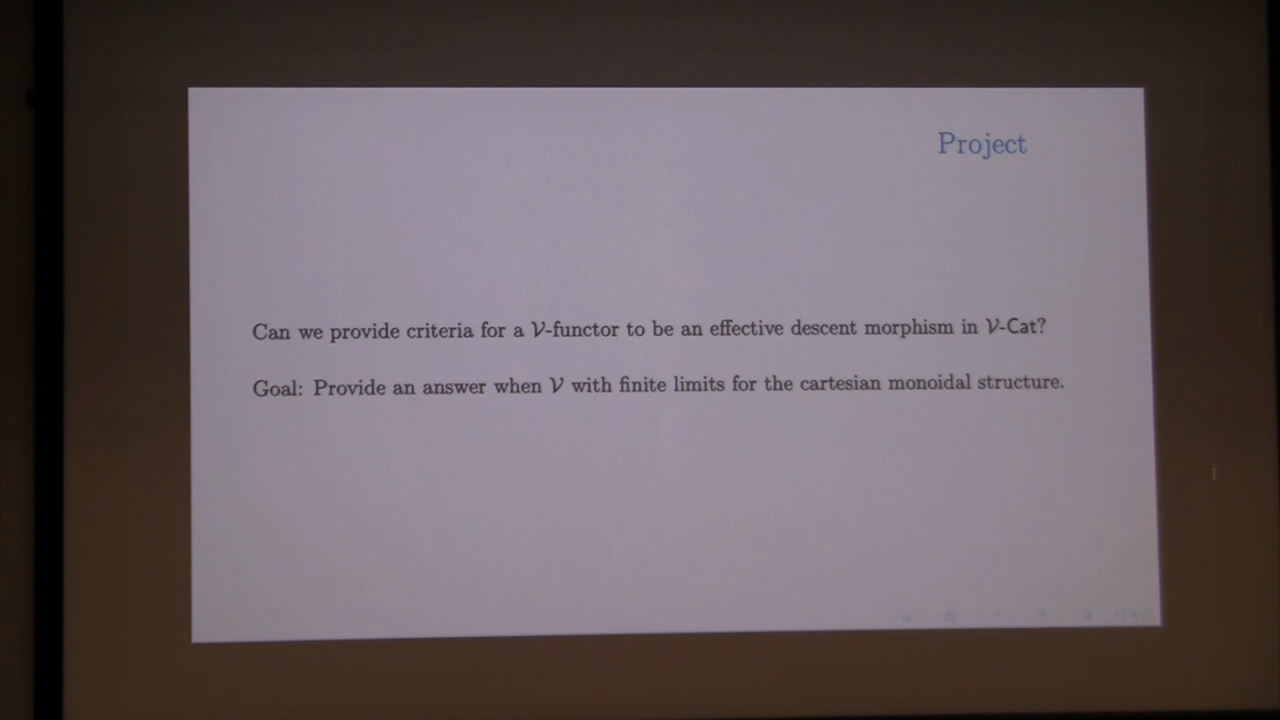 Project
Can we provide criteria for a 𝒱-functor to be an effective descent morphism in 𝒱-Cat?
Goal: Provide an answer when 𝒱 with finite limits for the cartesian monoidal structure.